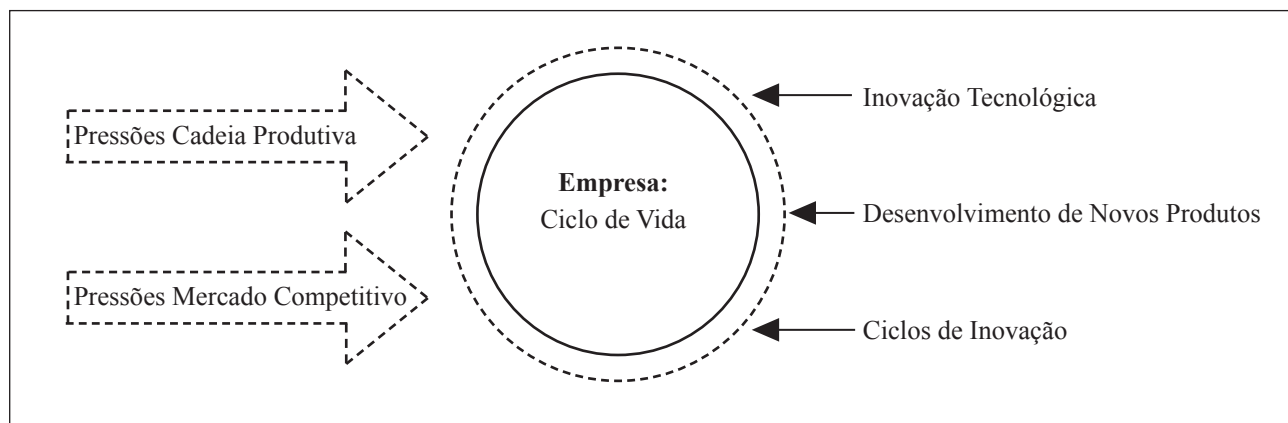 Pressões Cadeia Produtiva
Pressões Mercado Competitivo
Empresa:
Ciclo de Vida
Inovação Tecnológica
Desenvolvimento de Novos Produtos
Ciclos de Inovação